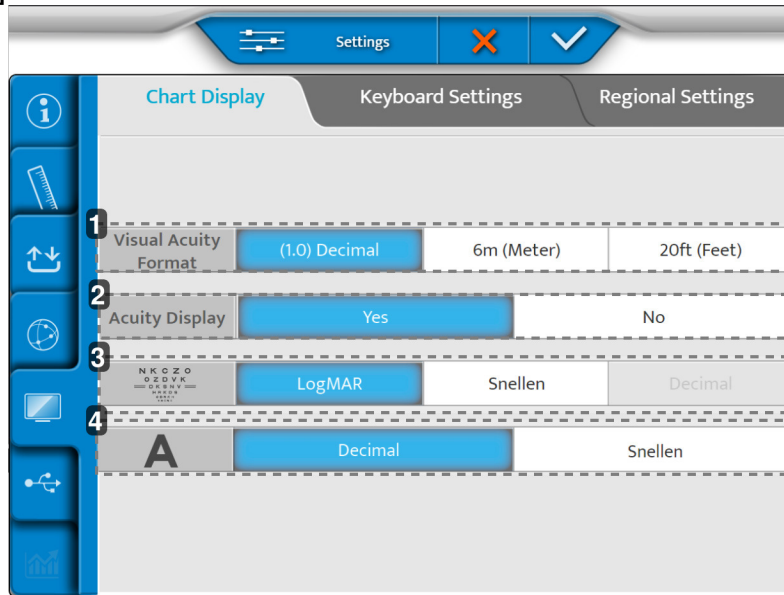 Settings
Chart Display Keyboard Settings Regional Settings
1
Visual Acuity Format (1.0) Decimal 6m (Meter) 20ft (Feet)
2
Acuity Display Yes No
3
N K C Z O
O Z D V K
LogMAR Snellen Decimal
4
A Decimal Snellen